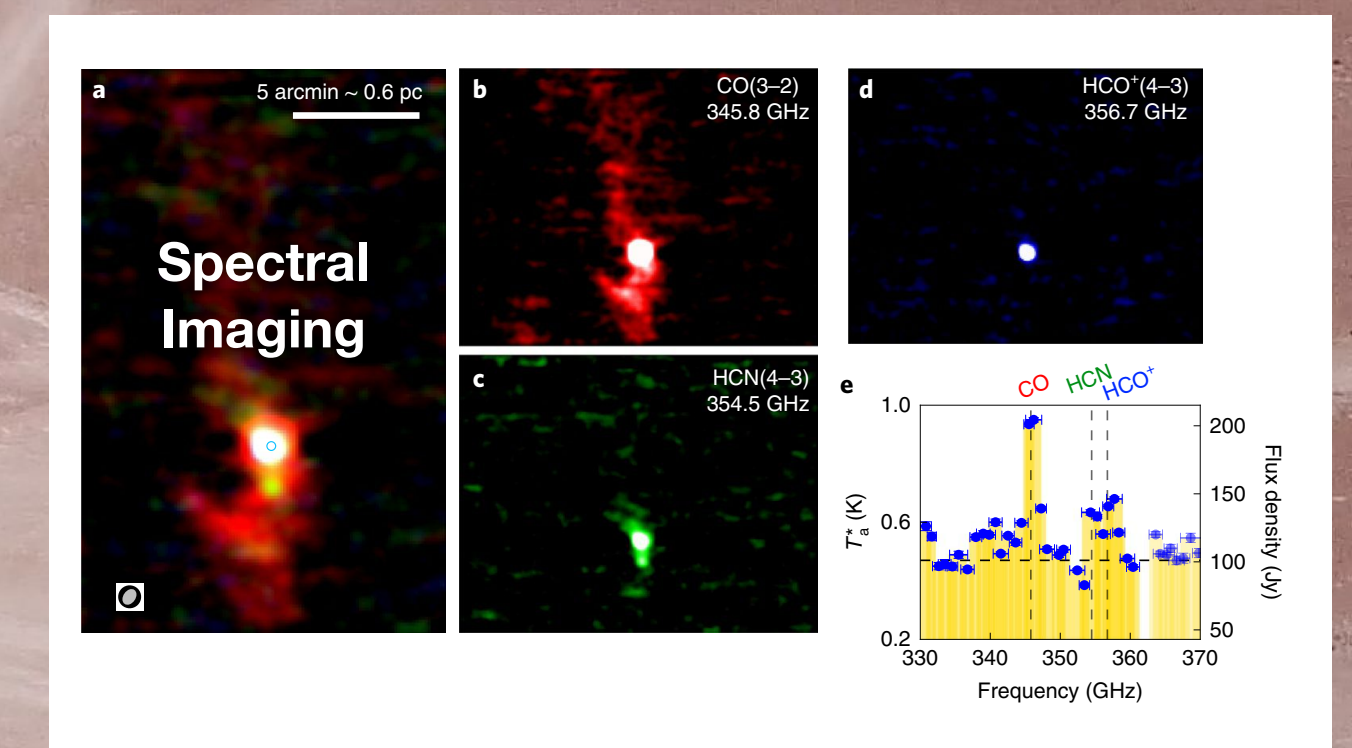 a
5 arcmin ~ 0.6 pc
Spectral
Imaging
b
CO(3–2)
345.8 GHz
c
HCN(4–3)
354.5 GHz
d
HCO⁺(4–3)
356.7 GHz
e
CO
HCN
HCO⁺
1.0
0.6
0.2
T*a (K)
200
150
100
50
Flux density (Jy)
330 340 350 360 370
Frequency (GHz)